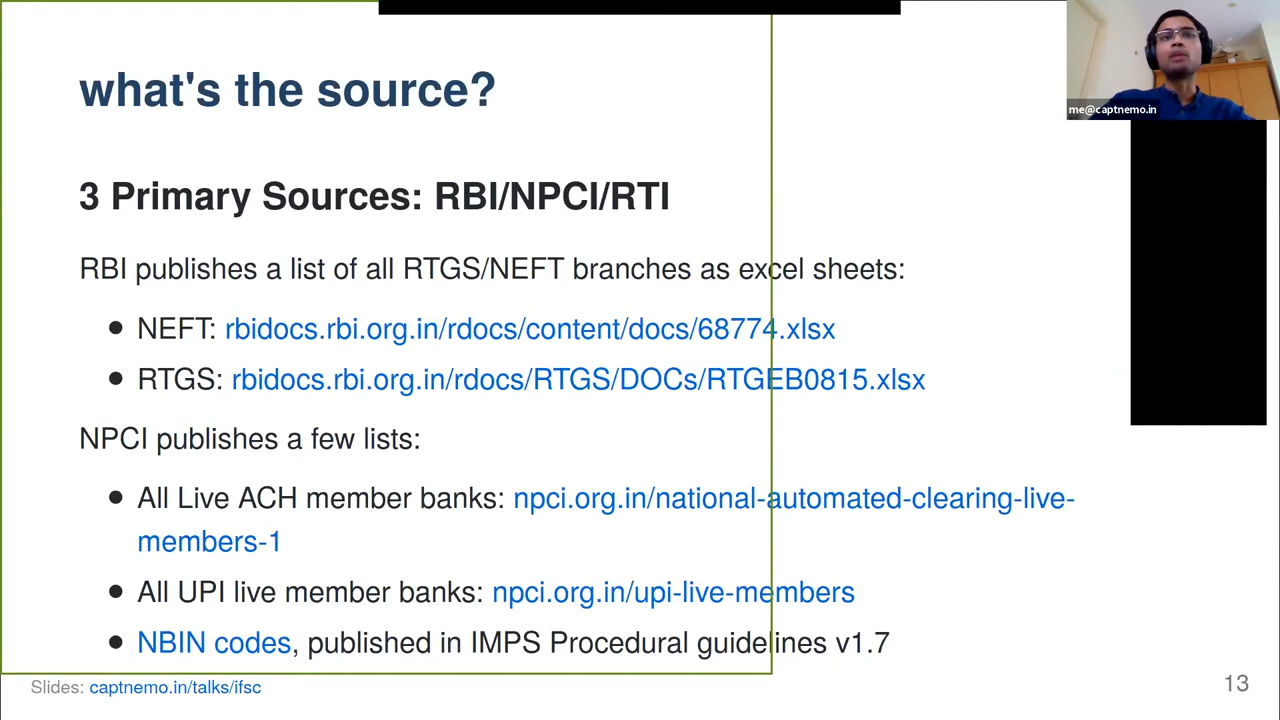 what's the source?
me@captnemo.in
3 Primary Sources: RBI/NPCI/RTI
RBI publishes a list of all RTGS/NEFT branches as excel sheets:
● NEFT: rbidocs.rbi.org.in/rdocs/content/docs/68774.xlsx
● RTGS: rbidocs.rbi.org.in/rdocs/RTGS/DOCs/RTGEB0815.xlsx
NPCI publishes a few lists:
● All Live ACH member banks: npci.org.in/national-automated-clearing-live-
members-1
● All UPI live member banks: npci.org.in/upi-live-members
● NBIN codes, published in IMPS Procedural guidelines v1.7
Slides: captnemo.in/talks/ifsc
13